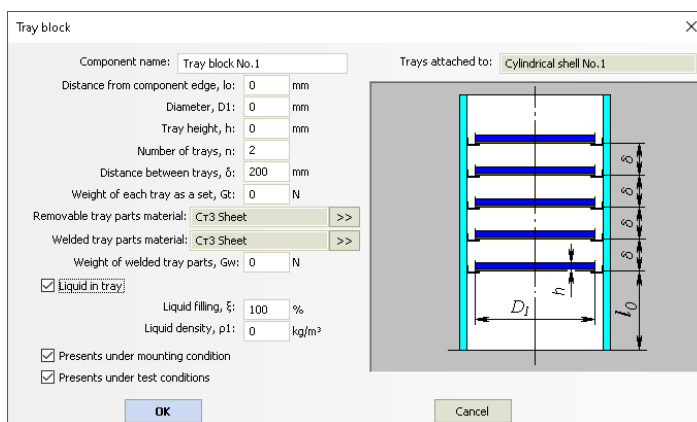 Tray block
Component name: Tray block No.1
Trays attached to: Cylindrical shell No.1
Distance from component edge, lo: 0 mm
Diameter, D1: 0 mm
Tray height, h: 0 mm
Number of trays, n: 2
Distance between trays, δ: 200 mm
Weight of each tray as a set, Gt: 0 N
Removable tray parts material: Ст3 Sheet >>
Welded tray parts material: Ст3 Sheet >>
Weight of welded tray parts, Gw: 0 N
Liquid in tray
Liquid filling, ξ: 100 %
Liquid density, ρ1: 0 kg/m³
Presents under mounting condition
Presents under test conditions
δ
δ
δ
δ
h
D1
l0
OK
Cancel